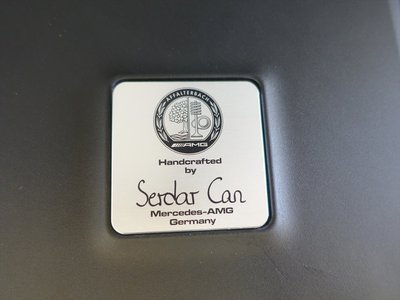 AFFALTERBACH
AMG
Handcrafted
by
Serdar Can
Mercedes-AMG
Germany